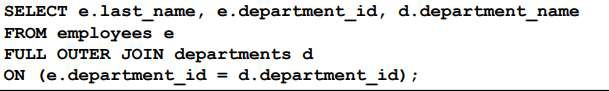 SELECT e.last_name, e.department_id, d.department_name
FROM employees e
FULL OUTER JOIN departments d
ON (e.department_id = d.department_id);